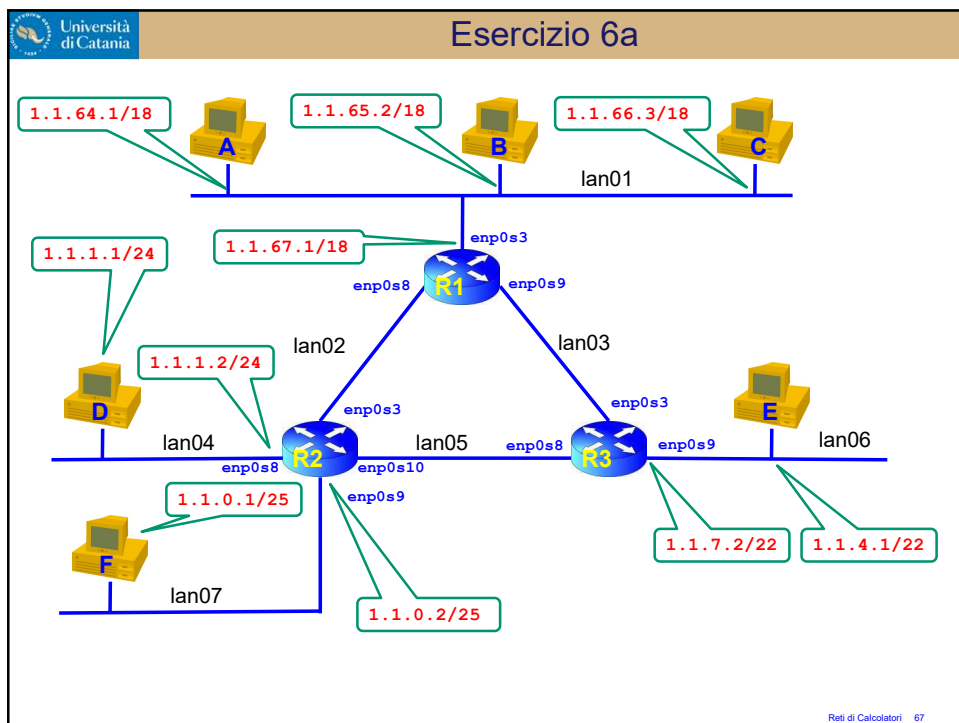 Università
di Catania
Esercizio 6a
1.1.64.1/18
1.1.65.2/18
1.1.66.3/18
A
B
C
lan01
1.1.67.1/18
enp0s3
1.1.1.1/24
enp0s8
R1
enp0s9
lan02
lan03
1.1.1.2/24
D
enp0s3
enp0s3
E
lan04
lan05
enp0s8
enp0s9
lan06
enp0s8
R2
enp0s10
R3
1.1.0.1/25
enp0s9
F
1.1.7.2/22
1.1.4.1/22
lan07
1.1.0.2/25
Reti di Calcolatori 67